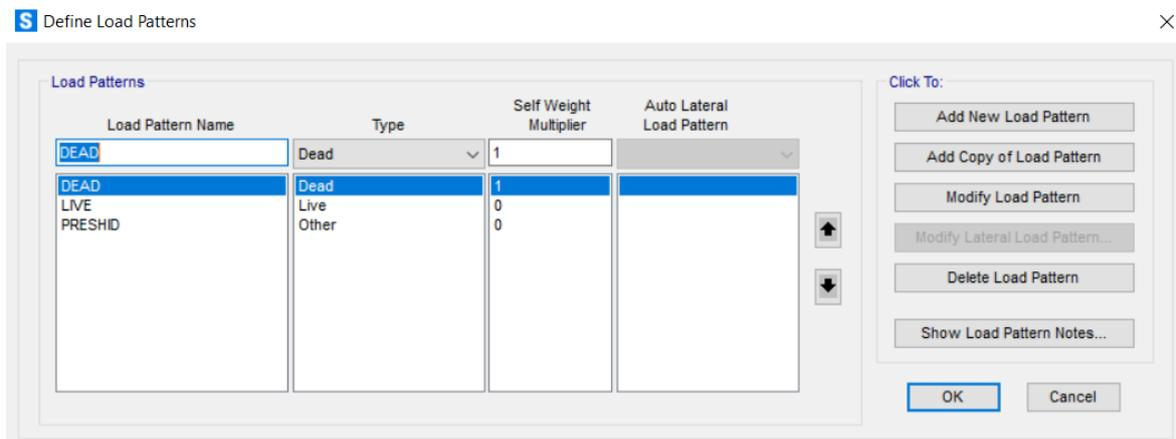 S Define Load Patterns
Load Patterns
Load Pattern Name Type Self Weight Multiplier Auto Lateral Load Pattern
DEAD Dead 1
DEAD Dead 1
LIVE Live 0
PRESHID Other 0
Click To:
Add New Load Pattern
Add Copy of Load Pattern
Modify Load Pattern
Modify Lateral Load Pattern...
Delete Load Pattern
Show Load Pattern Notes...
OK Cancel